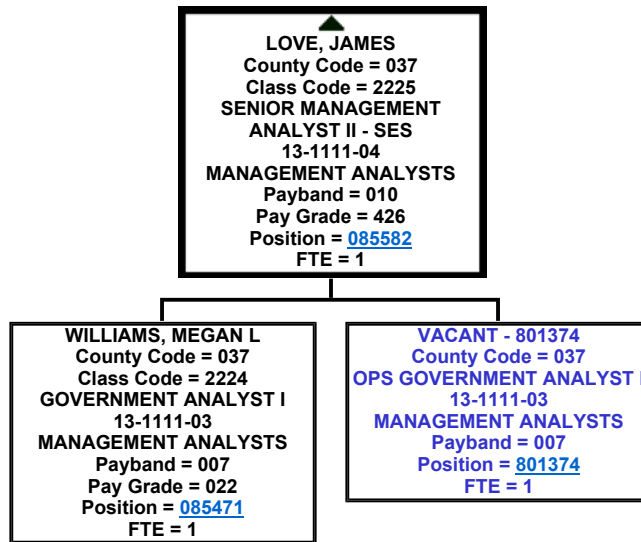 LOVE, JAMES
County Code = 037
Class Code = 2225
SENIOR MANAGEMENT
ANALYST II - SES
13-1111-04
MANAGEMENT ANALYSTS
Payband = 010
Pay Grade = 426
Position = 085582
FTE = 1
WILLIAMS, MEGAN L
County Code = 037
Class Code = 2224
GOVERNMENT ANALYST I
13-1111-03
MANAGEMENT ANALYSTS
Payband = 007
Pay Grade = 022
Position = 085471
FTE = 1
VACANT - 801374
County Code = 037
OPS GOVERNMENT ANALYST I
13-1111-03
MANAGEMENT ANALYSTS
Payband = 007
Position = 801374
FTE = 1